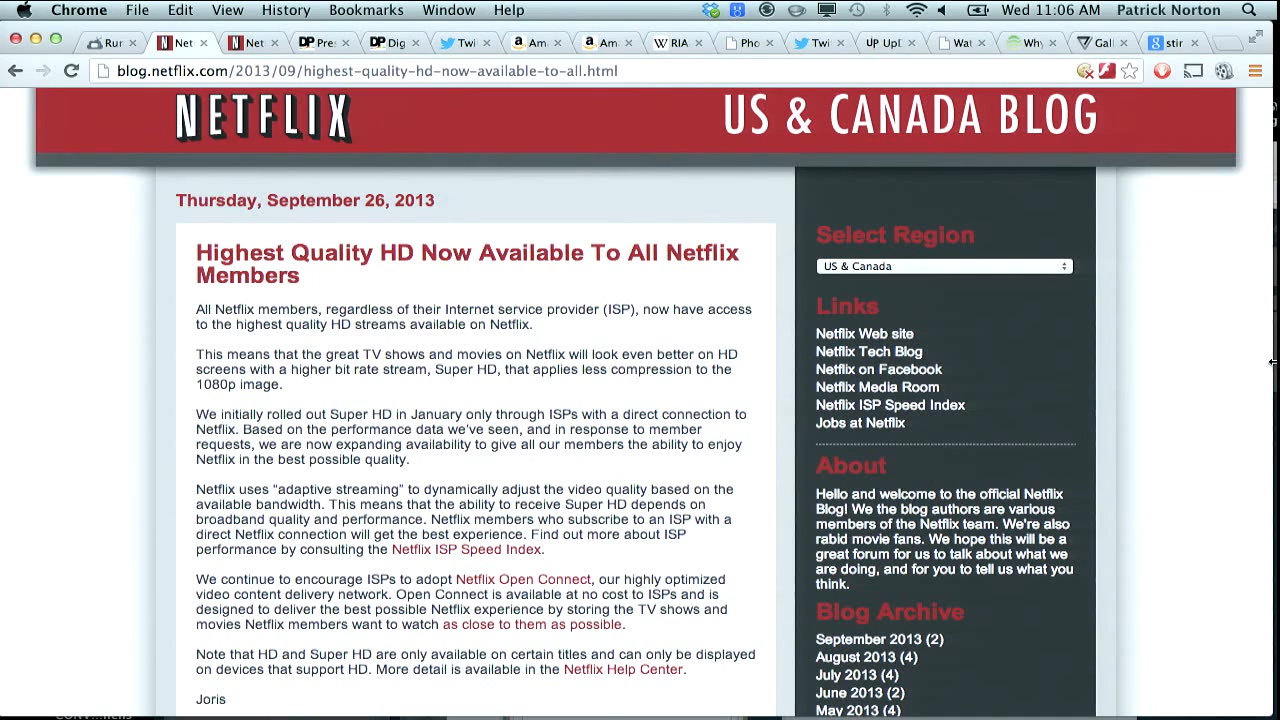 Chrome File Edit View History Bookmarks Window Help Wed 11:06 AM Patrick Norton
Rur Net Net Pre: Dig Twi Am Am RIA Pho Twi UpD Wat Why Gall stir
blog.netflix.com/2013/09/highest-quality-hd-now-available-to-all.html
NETFLIX
US & CANADA BLOG
Thursday, September 26, 2013
Highest Quality HD Now Available To All Netflix
Members
All Netflix members, regardless of their Internet service provider (ISP), now have access
to the highest quality HD streams available on Netflix.
This means that the great TV shows and movies on Netflix will look even better on HD
screens with a higher bit rate stream, Super HD, that applies less compression to the
1080p image.
We initially rolled out Super HD in January only through ISPs with a direct connection to
Netflix. Based on the performance data we've seen, and in response to member
requests, we are now expanding availability to give all our members the ability to enjoy
Netflix in the best possible quality.
Netflix uses "adaptive streaming" to dynamically adjust the video quality based on the
available bandwidth. This means that the ability to receive Super HD depends on
broadband quality and performance. Netflix members who subscribe to an ISP with a
direct Netflix connection will get the best experience. Find out more about ISP
performance by consulting the Netflix ISP Speed Index.
We continue to encourage ISPs to adopt Netflix Open Connect, our highly optimized
video content delivery network. Open Connect is available at no cost to ISPs and is
designed to deliver the best possible Netflix experience by storing the TV shows and
movies Netflix members want to watch as close to them as possible.
Note that HD and Super HD are only available on certain titles and can only be displayed
on devices that support HD. More detail is available in the Netflix Help Center.
Joris
Select Region
US & Canada
Links
Netflix Web site
Netflix Tech Blog
Netflix on Facebook
Netflix Media Room
Netflix ISP Speed Index
Jobs at Netflix
About
Hello and welcome to the official Netflix
Blog! We the blog authors are various
members of the Netflix team. We're also
rabid movie fans. We hope this will be a
great forum for us to talk about what we
are doing, and for you to tell us what you
think.
Blog Archive
September 2013 (2)
August 2013 (4)
July 2013 (4)
June 2013 (2)
May 2013 (4)